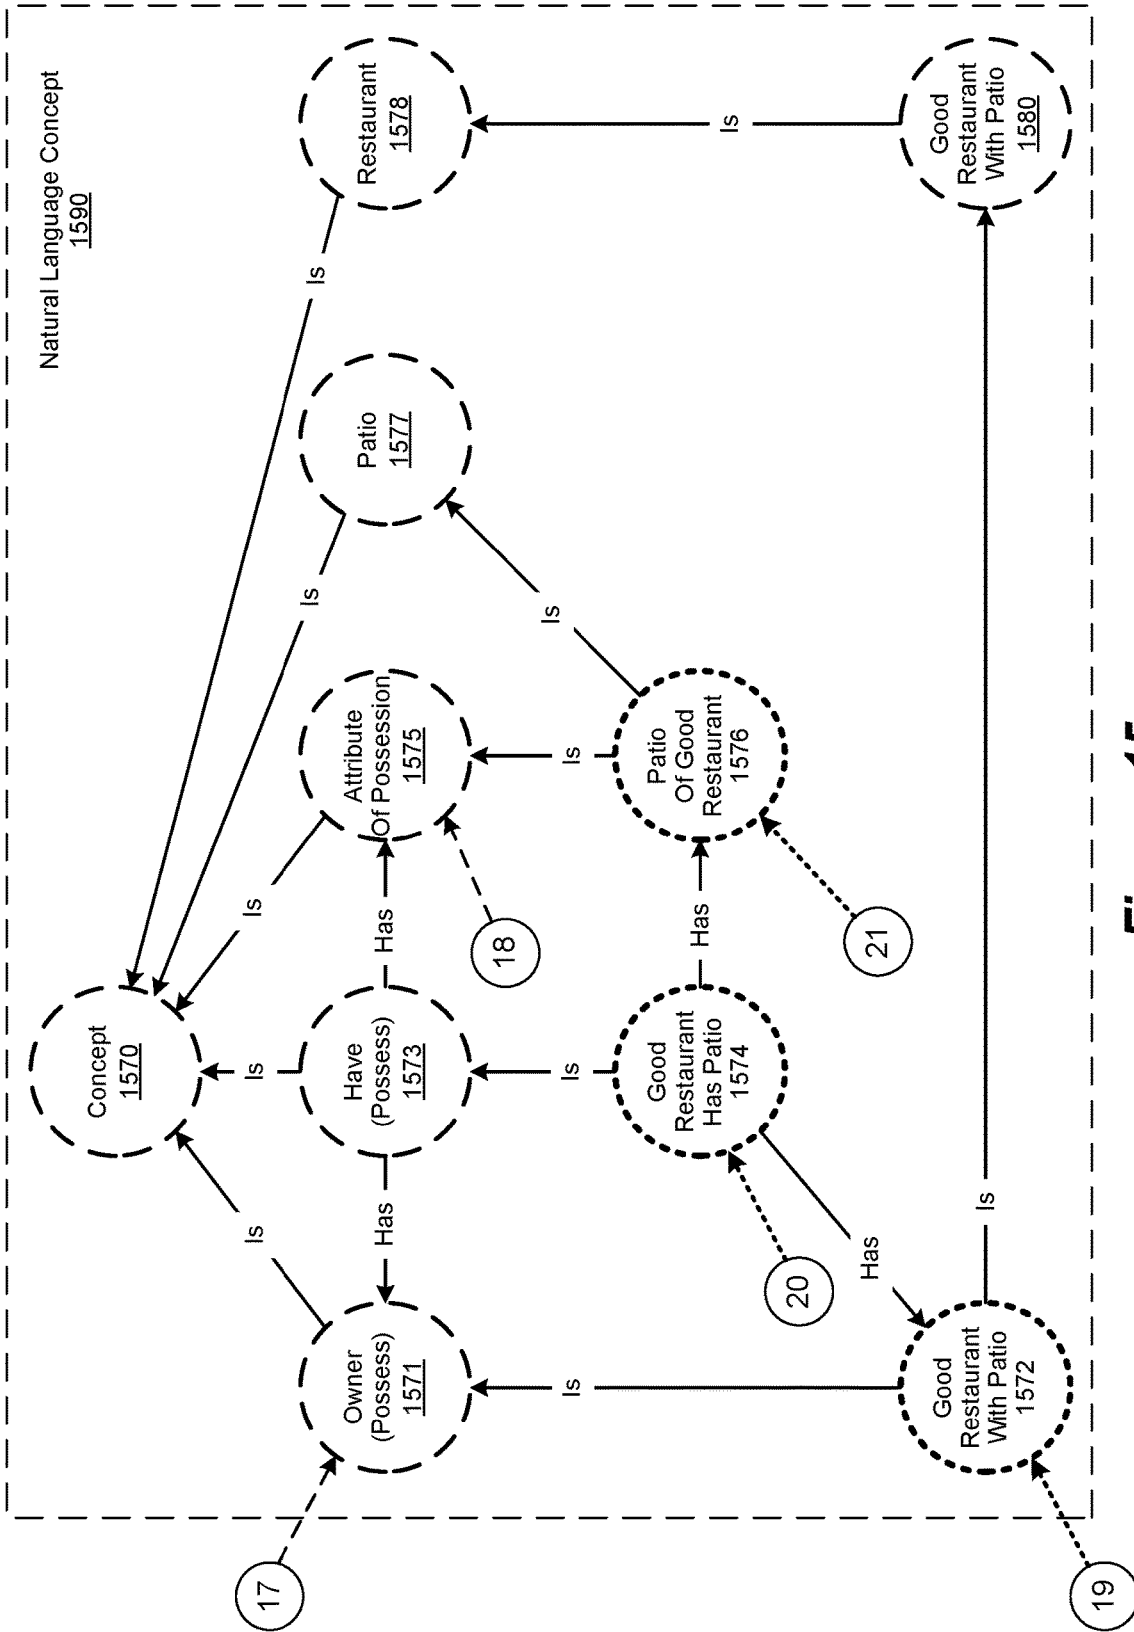 Natural Language Concept
1590
Concept
1570
Is
Is
Is
Is
Is
Owner
(Possess)
1571
Has
Have
(Possess)
1573
Has
Attribute
Of Possession
1575
Patio
1577
Restaurant
1578
17
18
Is
Is
Is
Is
Is
Good
Restaurant
Has Patio
1574
Has
Patio
Of Good
Restaurant
1576
20
21
Has
Good
Restaurant
With Patio
1572
Is
Good
Restaurant
With Patio
1580
19